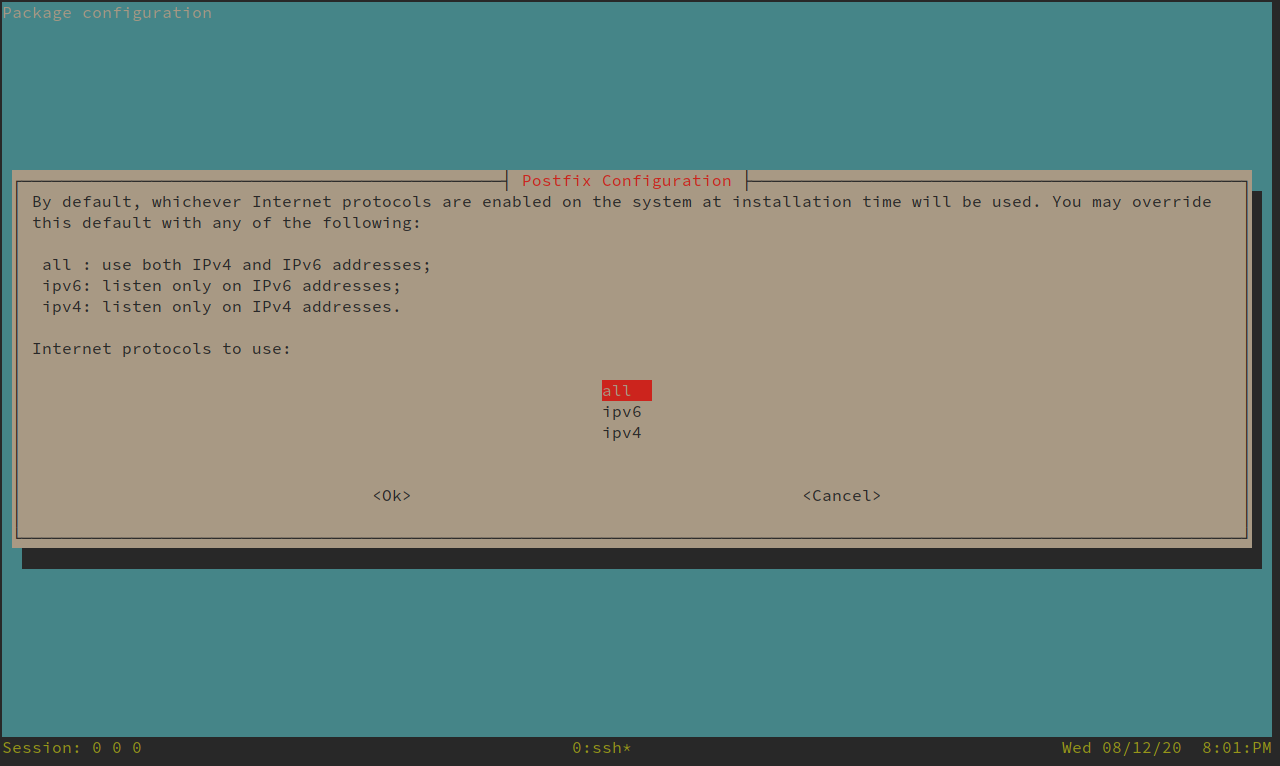 Package configuration
Postfix Configuration
By default, whichever Internet protocols are enabled on the system at installation time will be used. You may override
this default with any of the following:
all : use both IPv4 and IPv6 addresses;
ipv6: listen only on IPv6 addresses;
ipv4: listen only on IPv4 addresses.
Internet protocols to use:
all
ipv6
ipv4
<Ok> <Cancel>
Session: 0 0 0 0:ssh* Wed 08/12/20 8:01:PM